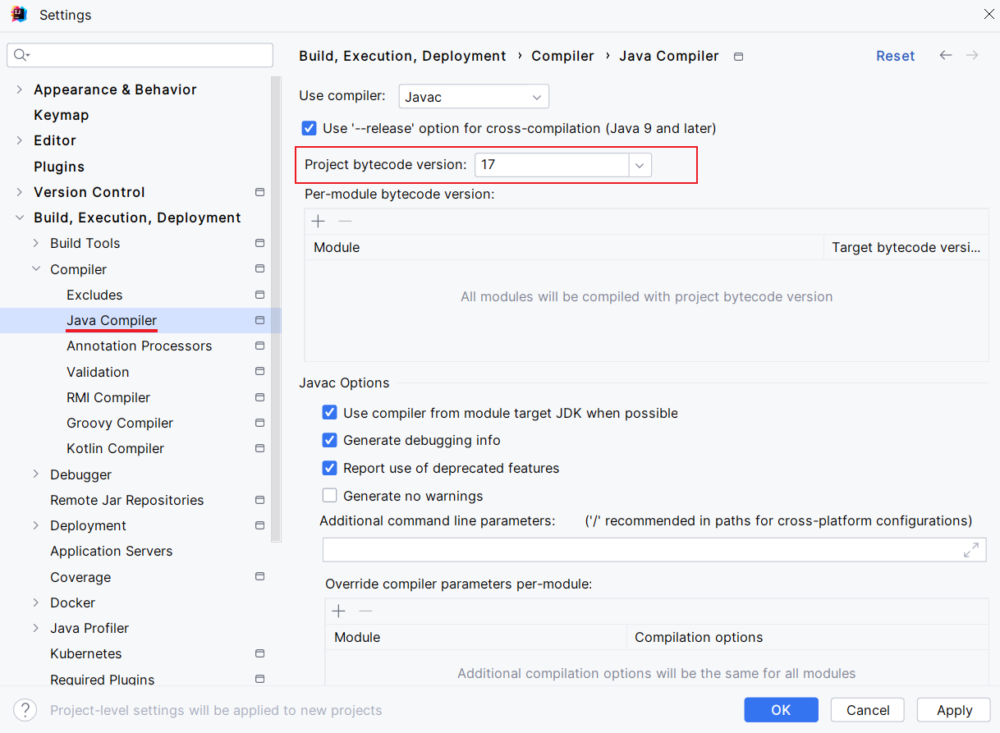 Settings
Appearance & Behavior
Keymap
Editor
Plugins
Version Control
Build, Execution, Deployment
Build Tools
Compiler
Excludes
Java Compiler
Annotation Processors
Validation
RMI Compiler
Groovy Compiler
Kotlin Compiler
Debugger
Remote Jar Repositories
Deployment
Application Servers
Coverage
Docker
Java Profiler
Kubernetes
Required Plugins
Build, Execution, Deployment › Compiler › Java Compiler Reset
Use compiler: Javac
Use '--release' option for cross-compilation (Java 9 and later)
Project bytecode version: 17
Per-module bytecode version:
Module Target bytecode versi...
All modules will be compiled with project bytecode version
Javac Options
Use compiler from module target JDK when possible
Generate debugging info
Report use of deprecated features
Generate no warnings
Additional command line parameters: ('/' recommended in paths for cross-platform configurations)
Override compiler parameters per-module:
Module Compilation options
Additional compilation options will be the same for all modules
? Project-level settings will be applied to new projects
OK Cancel Apply